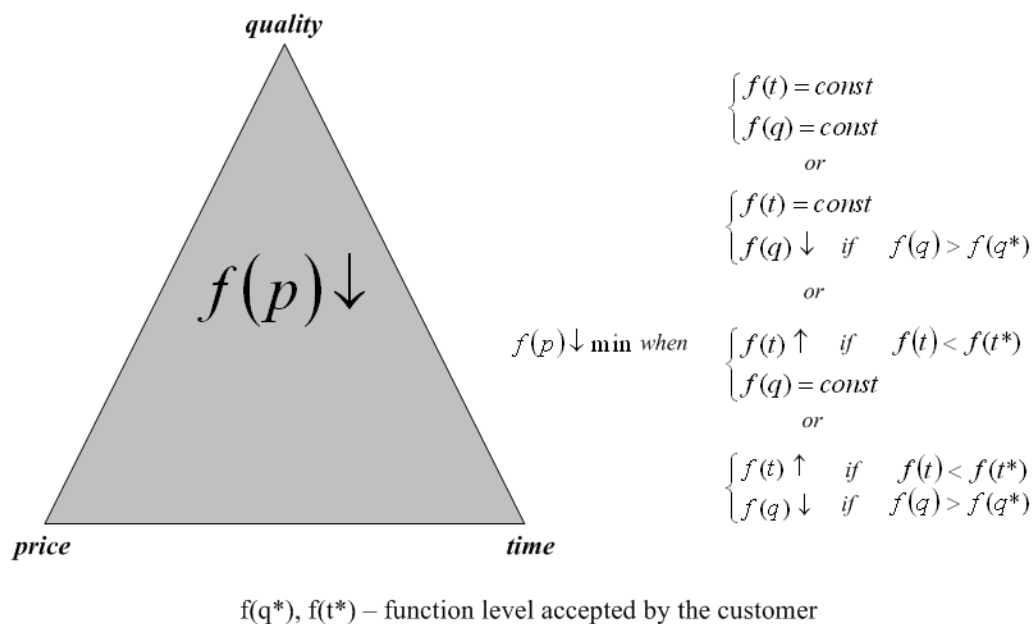 quality
f(p)↓
price
time
f(p)↓ min when
f(t) = const
f(q) = const
or
f(t) = const
f(q) ↓ if f(q) > f(q*)
or
f(t) ↑ if f(t) < f(t*)
f(q) = const
or
f(t) ↑ if f(t) < f(t*)
f(q) ↓ if f(q) > f(q*)
f(q*), f(t*) – function level accepted by the customer